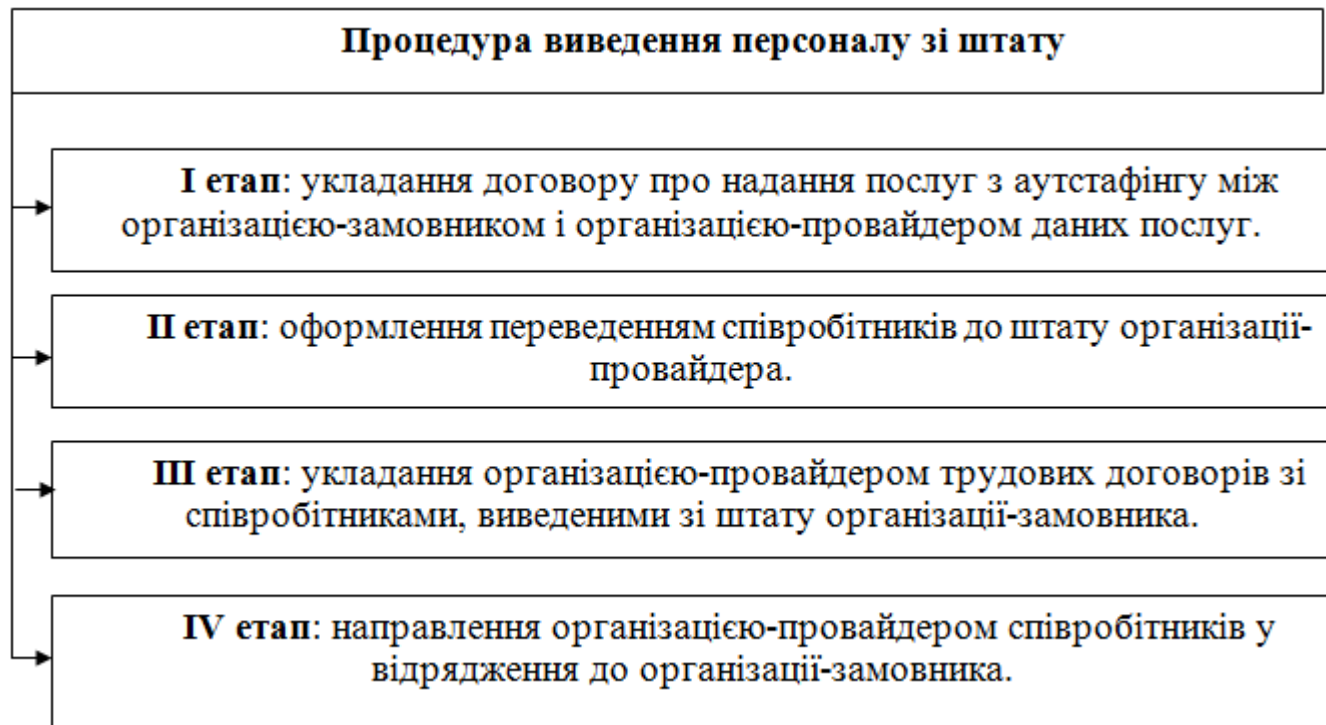 Процедура виведення персоналу зі штату
I етап: укладання договору про надання послуг з аутстафінгу між
організацією-замовником і організацією-провайдером даних послуг.
II етап: оформлення переведенням співробітників до штату організації-
провайдера.
III етап: укладання організацією-провайдером трудових договорів зі
співробітниками, виведеними зі штату організації-замовника.
IV етап: направлення організацією-провайдером співробітників у
відрядження до організації-замовника.